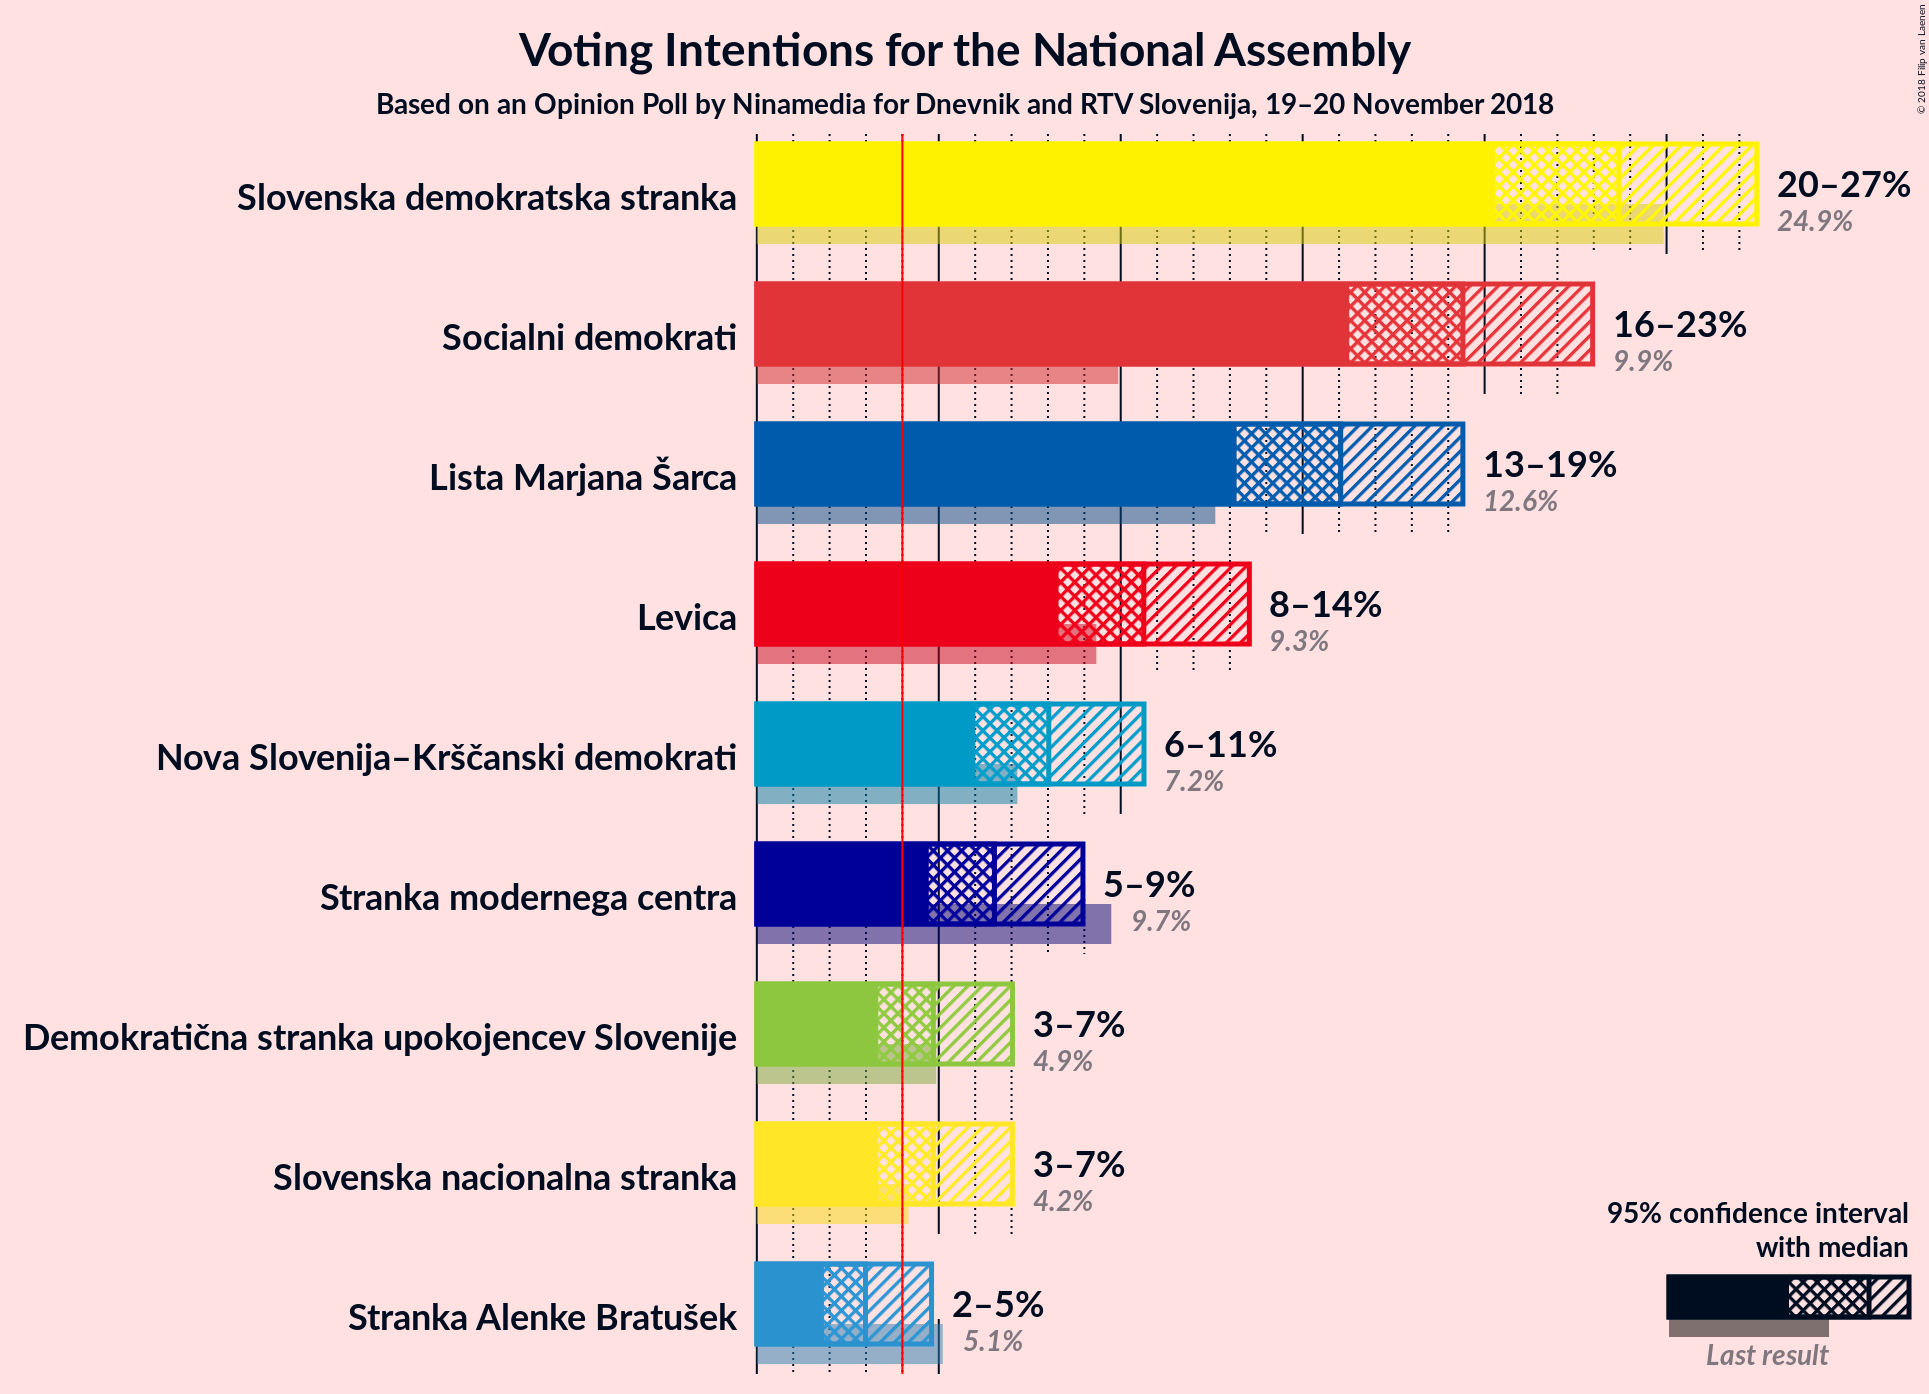 Voting Intentions for the National Assembly
Based on an Opinion Poll by Ninamedia for Dnevnik and RTV Slovenija, 19–20 November 2018
© 2018 Filip van Laenen
Slovenska demokratska stranka
20–27%
24.9%
Socialni demokrati
16–23%
9.9%
Lista Marjana Šarca
13–19%
12.6%
Levica
8–14%
9.3%
Nova Slovenija–Krščanski demokrati
6–11%
7.2%
Stranka modernega centra
5–9%
9.7%
Demokratična stranka upokojencev Slovenije
3–7%
4.9%
Slovenska nacionalna stranka
3–7%
4.2%
Stranka Alenke Bratušek
2–5%
5.1%
95% confidence interval
with median
Last result